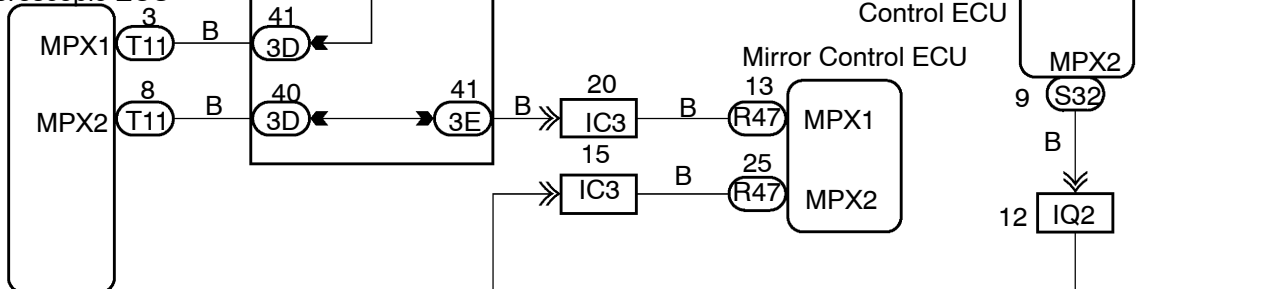 Control ECU
3
41
MPX1
T11
B
3D
Mirror Control ECU
MPX2
8
40
41
20
13
9
S32
MPX2
T11
B
3D
3E
B
IC3
B
R47
MPX1
B
15
25
IC3
B
R47
MPX2
12
IQ2